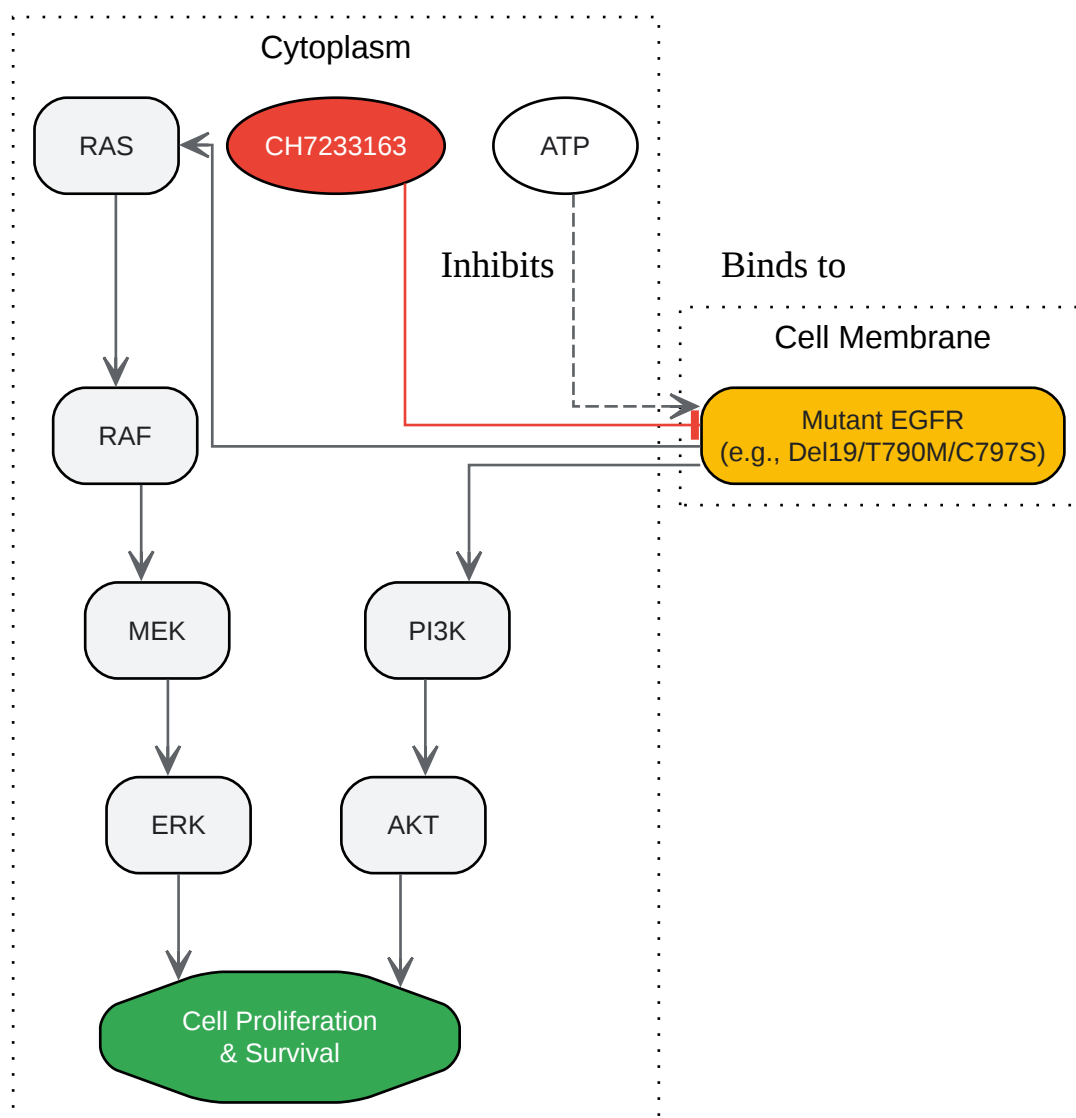 Cytoplasm
RAS
CH7233163
ATP
Inhibits
Binds to
Cell Membrane
RAF
Mutant EGFR
(e.g., Del19/T790M/C797S)
MEK
PI3K
ERK
AKT
Cell Proliferation
& Survival